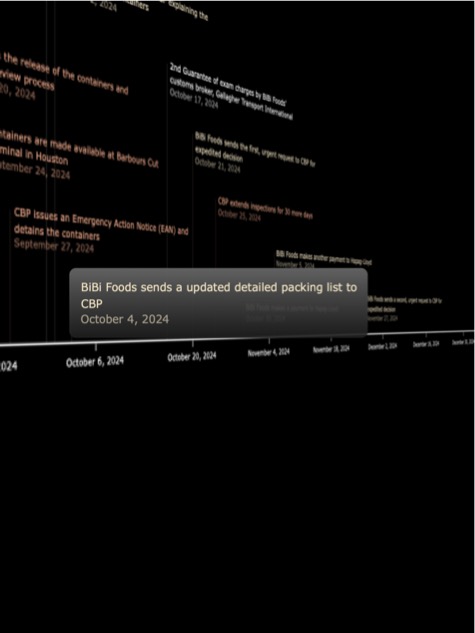 explaining the
, 2024
the release of the containers and
view process
20, 2024
2nd Guarantee of exam charges by BiBi Foods'
customs broker, Gallagher Transport International
October 17, 2024
BiBi Foods sends the first, urgent request to CBP for
expedited decision
October 21, 2024
ntainers are made available at Barbours Cut
minal in Houston
tember 24, 2024
CBP extends inspections for 30 more days
October 25, 2024
CBP issues an Emergency Action Notice (EAN) and
detains the containers
September 27, 2024
BiBi Foods makes another payment to Hapag-Lloyd
November 5, 2024
BiBi Foods sends a updated detailed packing list to
CBP
October 4, 2024
BiBi Foods sends a second, urgent request to CBP for
expedited decision
2024
October 6, 2024
October 20, 2024
November 4, 2024
November 18, 2024
December 2, 2024
December 16, 2024